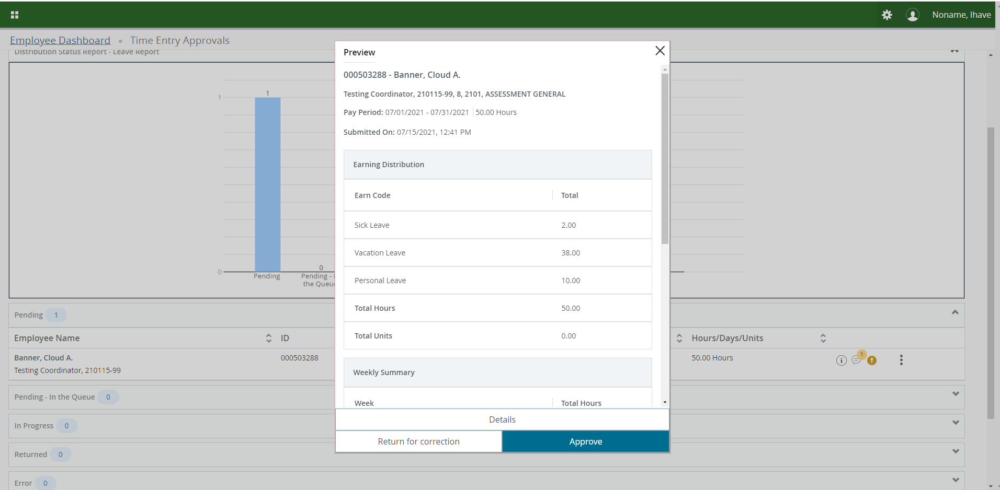 Noname, Ihave
Employee Dashboard • Time Entry Approvals
Distribution Status Report - Leave Report
1
1
0
0
Pending
Pending -
the Queue
Preview
000503288 - Banner, Cloud A.
Testing Coordinator, 210115-99, 8, 2101, ASSESSMENT GENERAL
Pay Period: 07/01/2021 - 07/31/2021 50.00 Hours
Submitted On: 07/15/2021, 12:41 PM
Earning Distribution
Earn Code Total
Sick Leave 2.00
Vacation Leave 38.00
Personal Leave 10.00
Total Hours 50.00
Total Units 0.00
Weekly Summary
Week Total Hours
Details
Return for correction Approve
Pending 1
Employee Name ID Hours/Days/Units
Banner, Cloud A. 000503288 50.00 Hours 1
Testing Coordinator, 210115-99
Pending - In the Queue 0
In Progress 0
Returned 0
Error 0